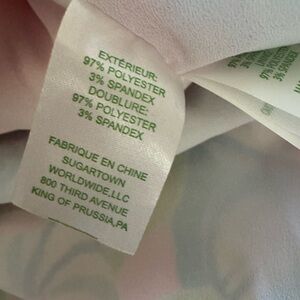 EXTÉRIEUR:
97% POLYESTER
3% SPANDEX
DOUBLURE:
97% POLYESTER
3% SPANDEX
FABRIQUE EN CHINE
SUGARTOWN
WORLDWIDE,LLC
800 THIRD AVENUE
KING OF PRUSSIA,PA